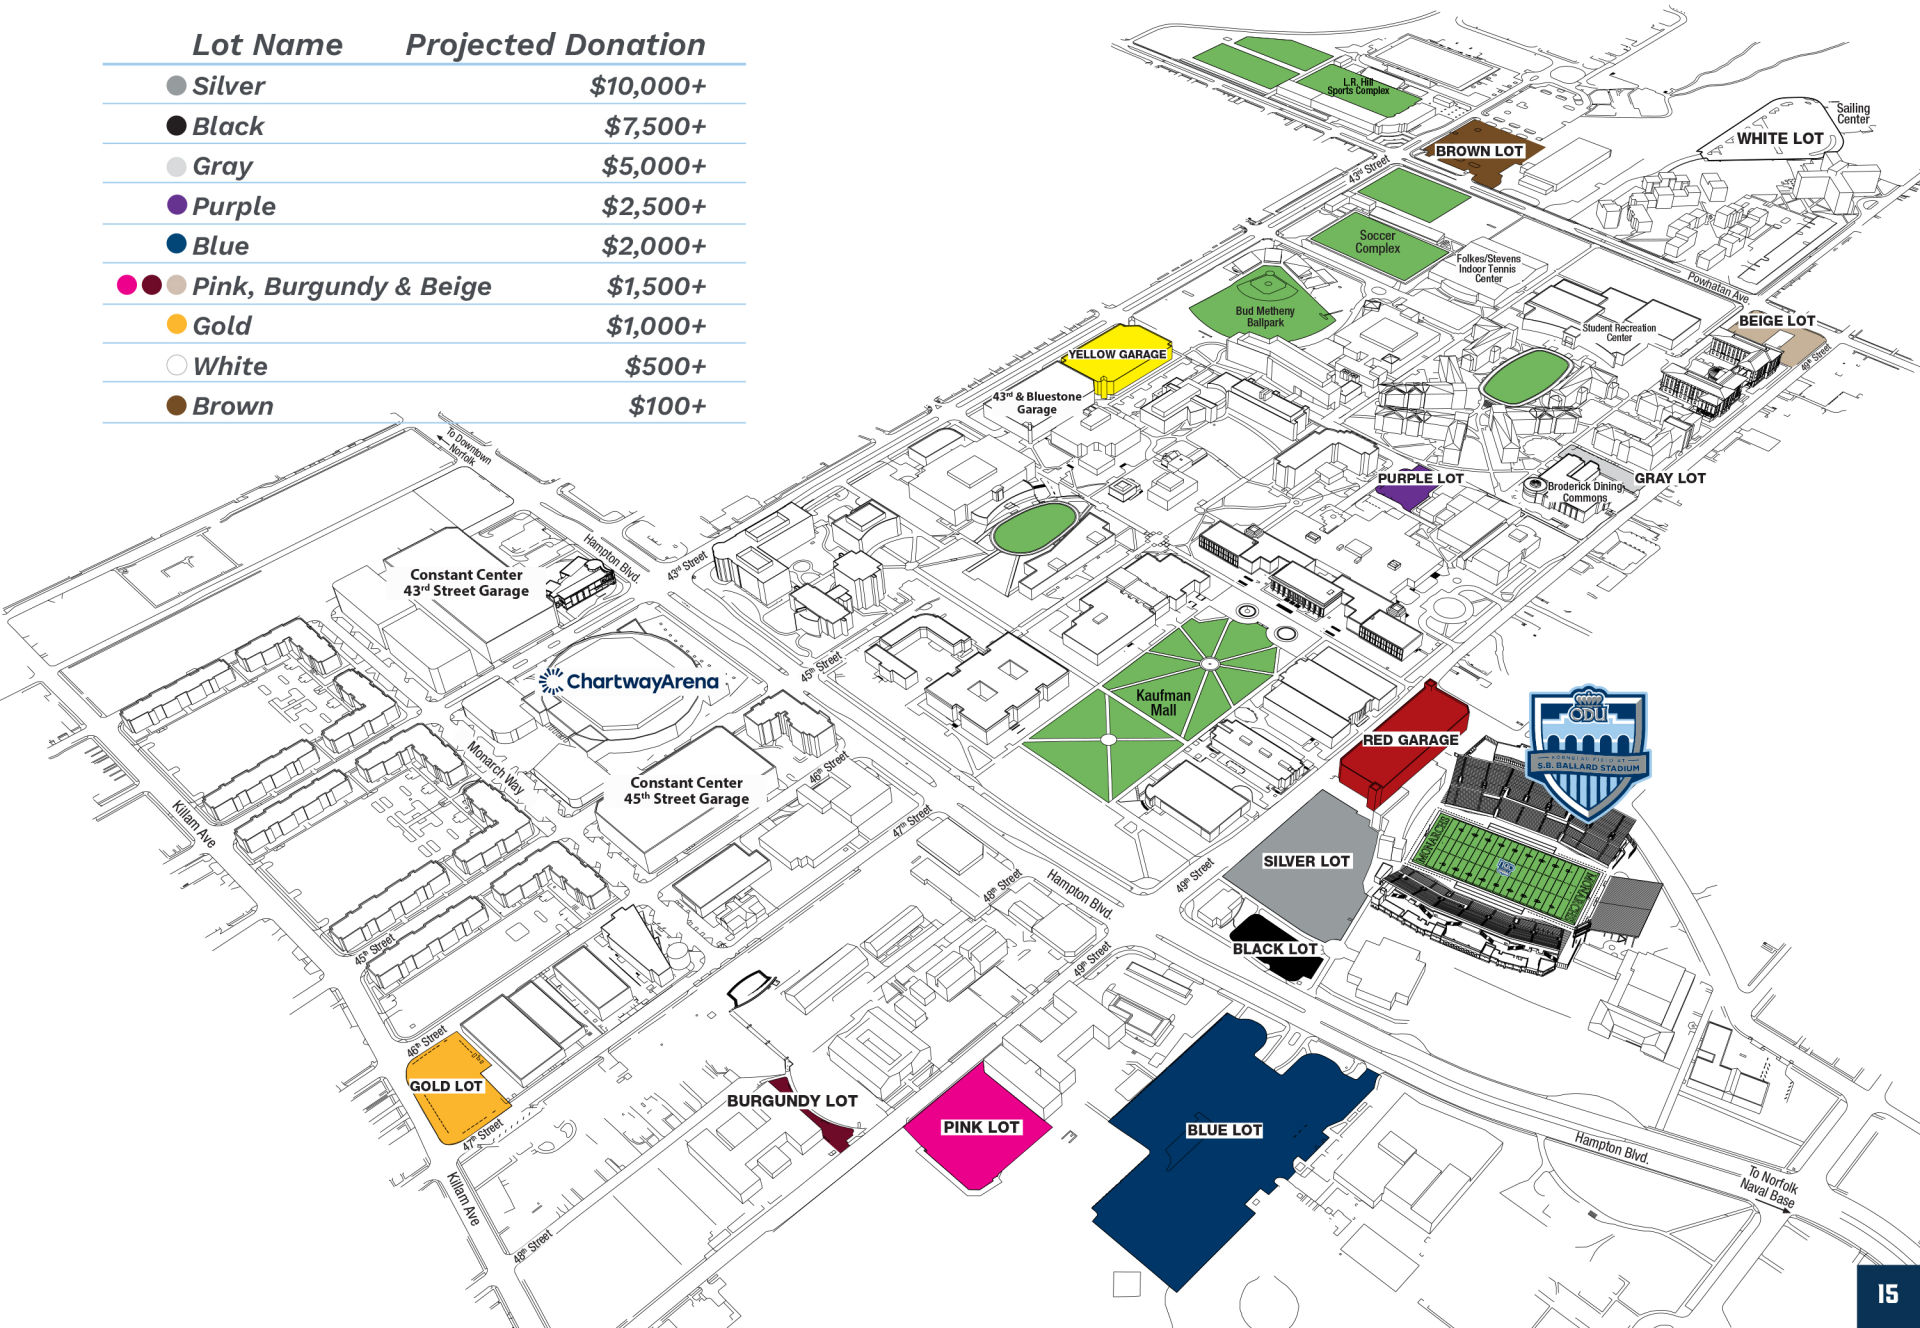 Lot Name Projected Donation
Silver $10,000+
Black $7,500+
Gray $5,000+
Purple $2,500+
Blue $2,000+
Pink, Burgundy & Beige $1,500+
Gold $1,000+
White $500+
Brown $100+
L.R. Hill
Sports Complex
Sailing
Center
WHITE LOT
BROWN LOT
43rd Street
Soccer
Complex
Folkes/Stevens
Indoor Tennis
Center
Powhatan Ave.
Bud Metheny
Ballpark
Student Recreation
Center
BEIGE LOT
49th Street
YELLOW GARAGE
43rd & Bluestone
Garage
To Downtown
Norfolk
PURPLE LOT
GRAY LOT
Broderick Dining
Commons
Hampton Blvd.
43rd Street
Constant Center
43rd Street Garage
ChartwayArena
45th Street
Kaufman
Mall
RED GARAGE
ODU
KORNBLAU FIELD AT
S.B. BALLARD STADIUM
Monarch Way
Constant Center
45th Street Garage
46th Street
Killam Ave
47th Street
MONARCHS
MONARCHS
SILVER LOT
49th Street
48th Street
Hampton Blvd.
BLACK LOT
45th Street
49th Street
46th Street
GOLD LOT
47th Street
BURGUNDY LOT
PINK LOT
BLUE LOT
Hampton Blvd.
To Norfolk
Naval Base
Killam Ave
48th Street
15